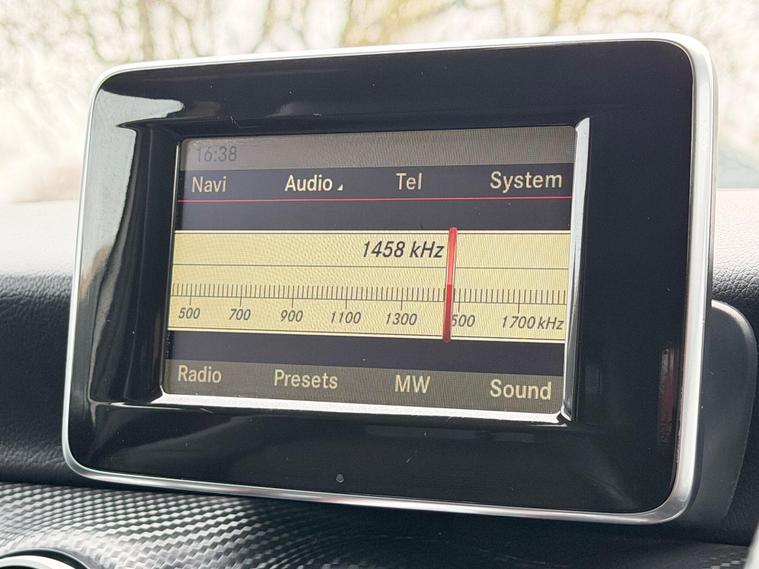 16:38
Navi Audio Tel System
1458 kHz
500 700 900 1100 1300 500 1700 kHz
Radio Presets MW Sound